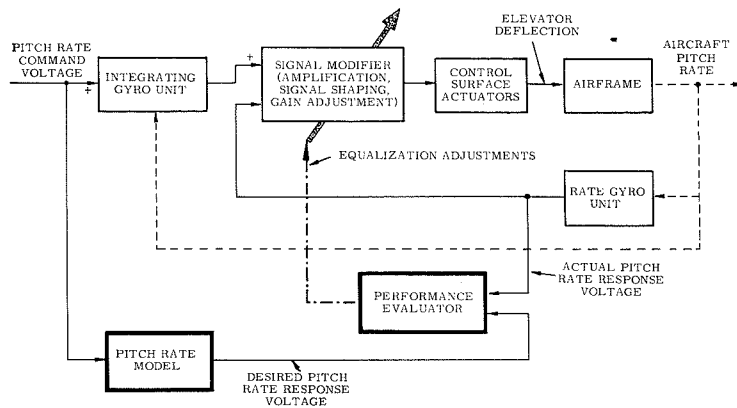 PITCH RATE
COMMAND
VOLTAGE
+
INTEGRATING
GYRO UNIT
+
SIGNAL MODIFIER
(AMPLIFICATION,
SIGNAL SHAPING,
GAIN ADJUSTMENT)
CONTROL
SURFACE
ACTUATORS
ELEVATOR
DEFLECTION
AIRFRAME
AIRCRAFT
PITCH
RATE
EQUALIZATION ADJUSTMENTS
RATE GYRO
UNIT
ACTUAL PITCH
RATE RESPONSE
VOLTAGE
PERFORMANCE
EVALUATOR
PITCH RATE
MODEL
DESIRED PITCH
RATE RESPONSE
VOLTAGE